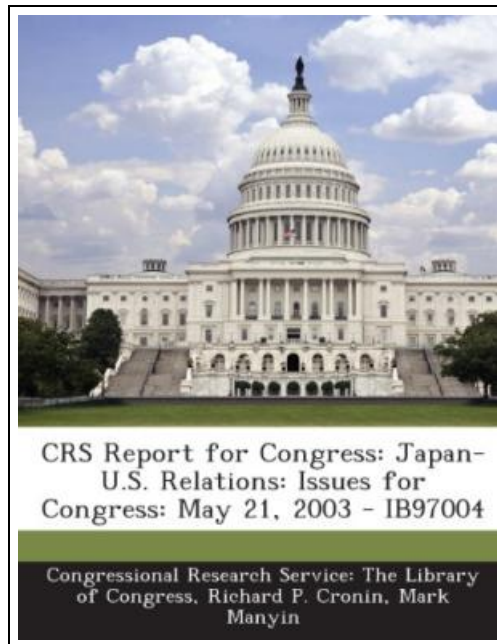 CRS Report for Congress: Japan-
U.S. Relations: Issues for
Congress: May 21, 2003 - IB97004
Congressional Research Service: The Library
of Congress, Richard P. Cronin, Mark
Manyin